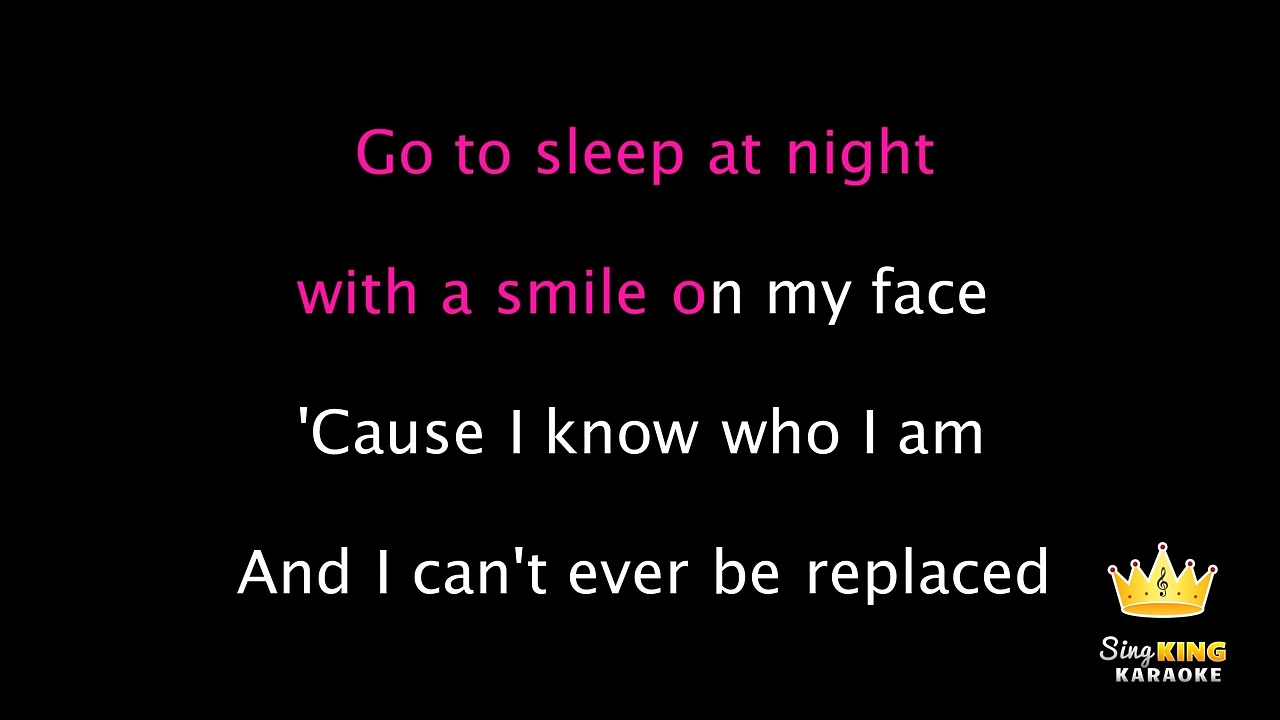 Go to sleep at night
with a smile on my face
'Cause I know who I am
And I can't ever be replaced
Sing KING
KARAOKE